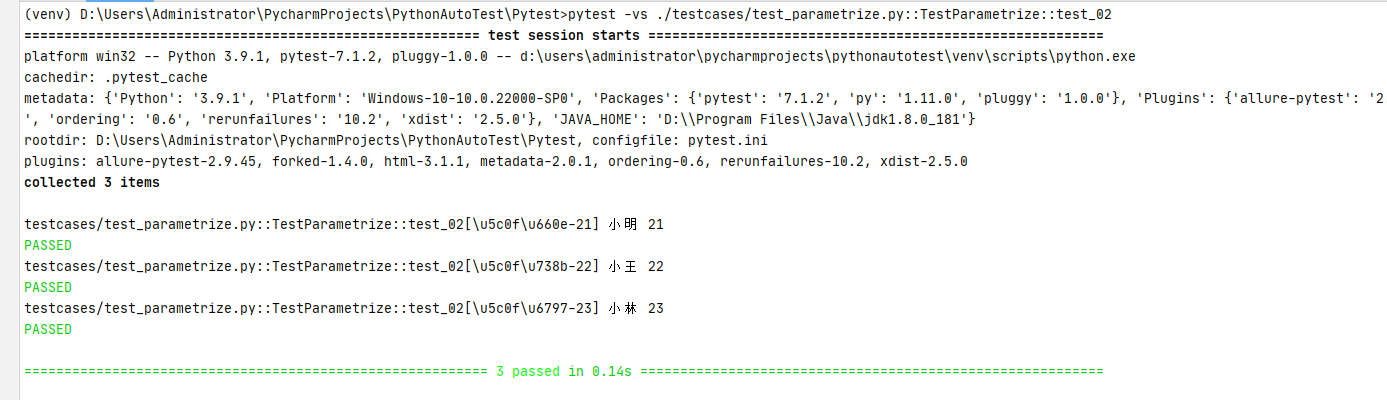 (venv) D:\Users\Administrator\PycharmProjects\PythonAutoTest\Pytest>pytest -vs ./testcases/test_parametrize.py::TestParametrize::test_02
========================================================= test session starts =========================================================
platform win32 -- Python 3.9.1, pytest-7.1.2, pluggy-1.0.0 -- d:\users\administrator\pycharmprojects\pythonautotest\venv\scripts\python.exe
cachedir: .pytest_cache
metadata: {'Python': '3.9.1', 'Platform': 'Windows-10-10.0.22000-SP0', 'Packages': {'pytest': '7.1.2', 'py': '1.11.0', 'pluggy': '1.0.0'}, 'Plugins': {'allure-pytest': '2
', 'ordering': '0.6', 'rerunfailures': '10.2', 'xdist': '2.5.0'}, 'JAVA_HOME': 'D:\\Program Files\\Java\\jdk1.8.0_181'}
rootdir: D:\Users\Administrator\PycharmProjects\PythonAutoTest\Pytest, configfile: pytest.ini
plugins: allure-pytest-2.9.45, forked-1.4.0, html-3.1.1, metadata-2.0.1, ordering-0.6, rerunfailures-10.2, xdist-2.5.0
collected 3 items
testcases/test_parametrize.py::TestParametrize::test_02[\u5c0f\u660e-21] 小明 21
PASSED
testcases/test_parametrize.py::TestParametrize::test_02[\u5c0f\u738b-22] 小王 22
PASSED
testcases/test_parametrize.py::TestParametrize::test_02[\u5c0f\u6797-23] 小林 23
PASSED
========================================================== 3 passed in 0.14s ==========================================================